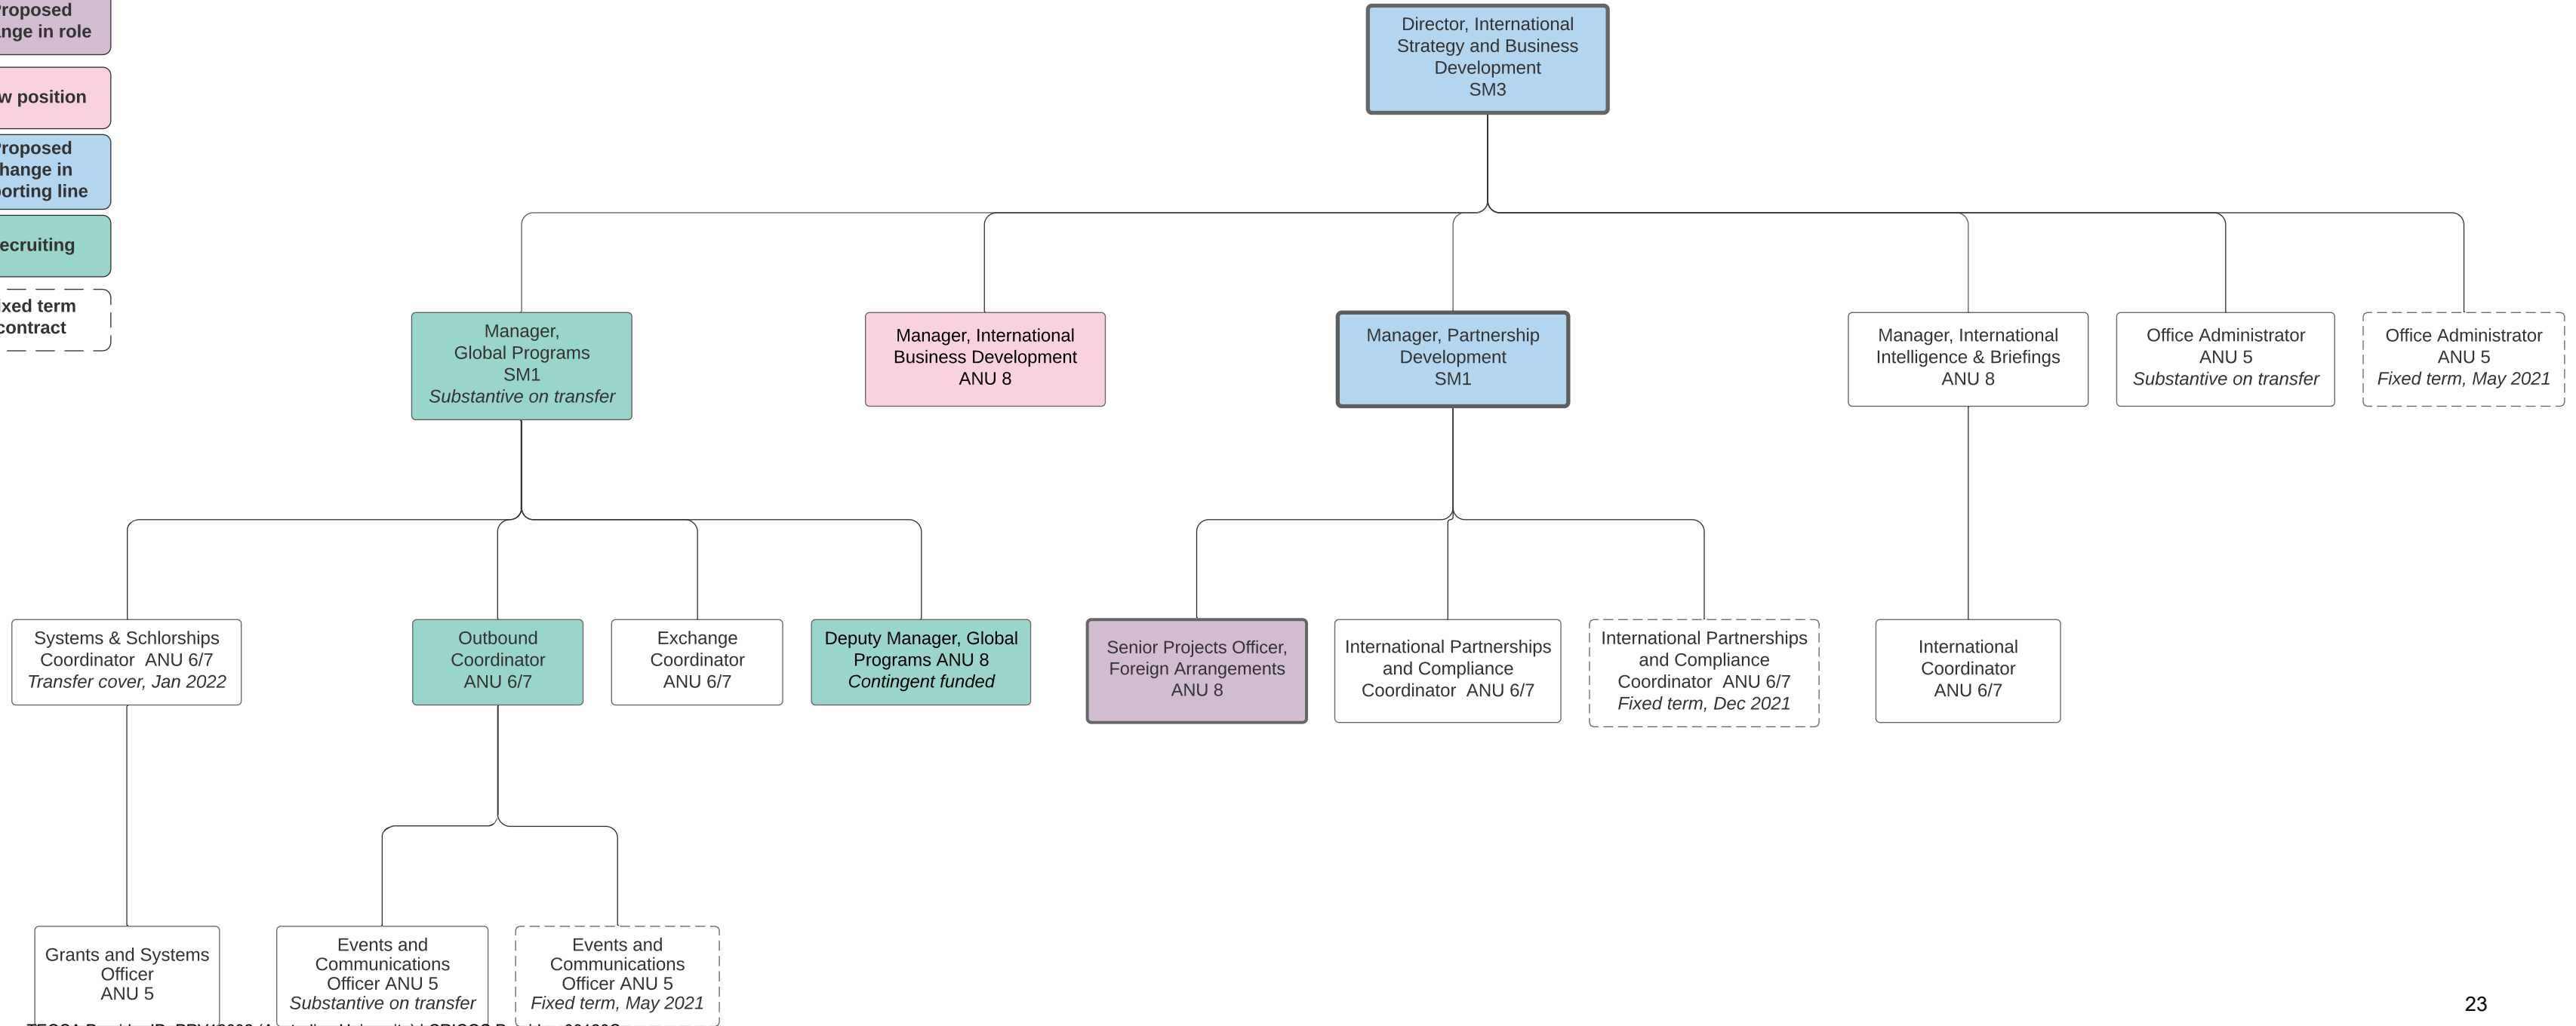 Proposed
change in role
Director, International
Strategy and Business
Development
SM3
position
Proposed
change in
reporting line
Recruiting
Fixed term
contract
Manager,
Global Programs
SM1
Substantive on transfer
Manager, International
Business Development
ANU 8
Manager, Partnership
Development
SM1
Manager, International
Intelligence & Briefings
ANU 8
Office Administrator
ANU 5
Substantive on transfer
Office Administrator
ANU 5
Fixed term, May 2021
Systems & Schlorships
Coordinator ANU 6/7
Transfer cover, Jan 2022
Outbound
Coordinator
ANU 6/7
Exchange
Coordinator
ANU 6/7
Deputy Manager, Global
Programs ANU 8
Contingent funded
Senior Projects Officer,
Foreign Arrangements
ANU 8
International Partnerships
and Compliance
Coordinator ANU 6/7
International Partnerships
and Compliance
Coordinator ANU 6/7
Fixed term, Dec 2021
International
Coordinator
ANU 6/7
Grants and Systems
Officer
ANU 5
Events and
Communications
Officer ANU 5
Substantive on transfer
Events and
Communications
Officer ANU 5
Fixed term, May 2021
23